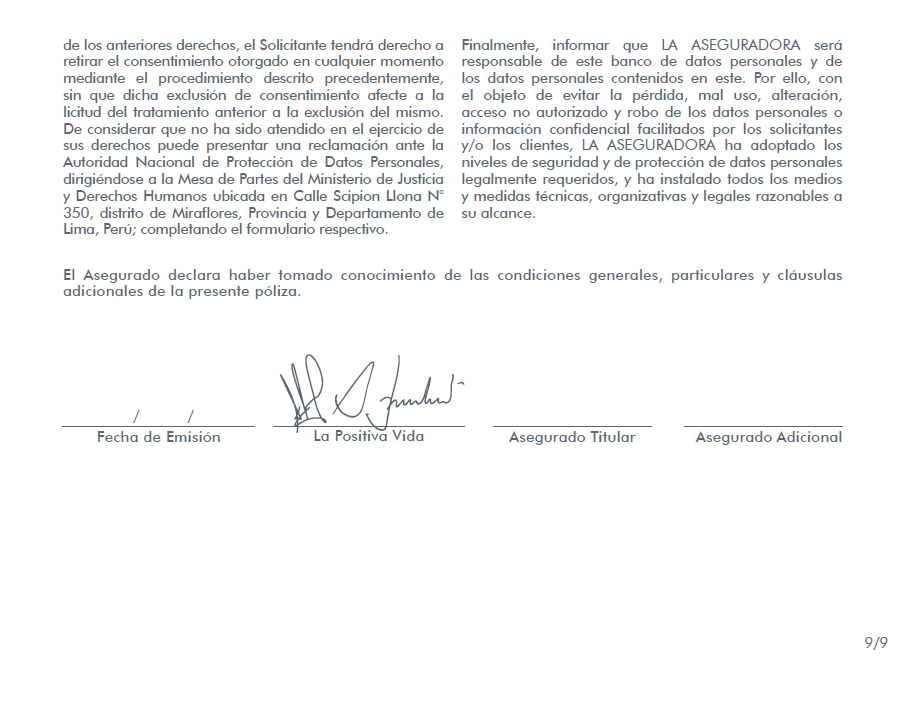 de los anteriores derechos, el Solicitante tendrá derecho a
retirar el consentimiento otorgado en cualquier momento
mediante el procedimiento descrito precedentemente,
sin que dicha exclusión de consentimiento afecte a la
licitud del tratamiento anterior a la exclusión del mismo.
De considerar que no ha sido atendido en el ejercicio de
sus derechos puede presentar una reclamación ante la
Autoridad Nacional de Protección de Datos Personales,
dirigiéndose a la Mesa de Partes del Ministerio de Justicia
y Derechos Humanos ubicada en Calle Scipion Llona N°
350, distrito de Miraflores, Provincia y Departamento de
Lima, Perú; completando el formulario respectivo.
Finalmente, informar que LA ASEGURADORA será
responsable de este banco de datos personales y de
los datos personales contenidos en este. Por ello, con
el objeto de evitar la pérdida, mal uso, alteración,
acceso no autorizado y robo de los datos personales o
información confidencial facilitados por los solicitantes
y/o los clientes, LA ASEGURADORA ha adoptado los
niveles de seguridad y de protección de datos personales
legalmente requeridos, y ha instalado todos los medios
y medidas técnicas, organizativas y legales razonables a
su alcance.
El Asegurado declara haber tomado conocimiento de las condiciones generales, particulares y cláusulas
adicionales de la presente póliza.
/ /
Fecha de Emisión
La Positiva Vida
Asegurado Titular
Asegurado Adicional
9/9